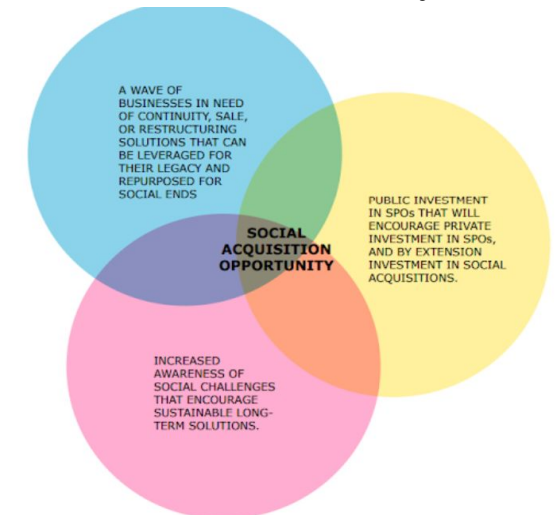 A WAVE OF
BUSINESSES IN NEED
OF CONTINUITY, SALE,
OR RESTRUCTURING
SOLUTIONS THAT CAN
BE LEVERAGED FOR
THEIR LEGACY AND
REPURPOSED FOR
SOCIAL ENDS
PUBLIC INVESTMENT
IN SPOs THAT WILL
ENCOURAGE PRIVATE
INVESTMENT IN SPOs,
AND BY EXTENSION
INVESTMENT IN SOCIAL
ACQUISITIONS.
SOCIAL
ACQUISITION
OPPORTUNITY
INCREASED
AWARENESS OF
SOCIAL CHALLENGES
THAT ENCOURAGE
SUSTAINABLE LONG-
TERM SOLUTIONS.